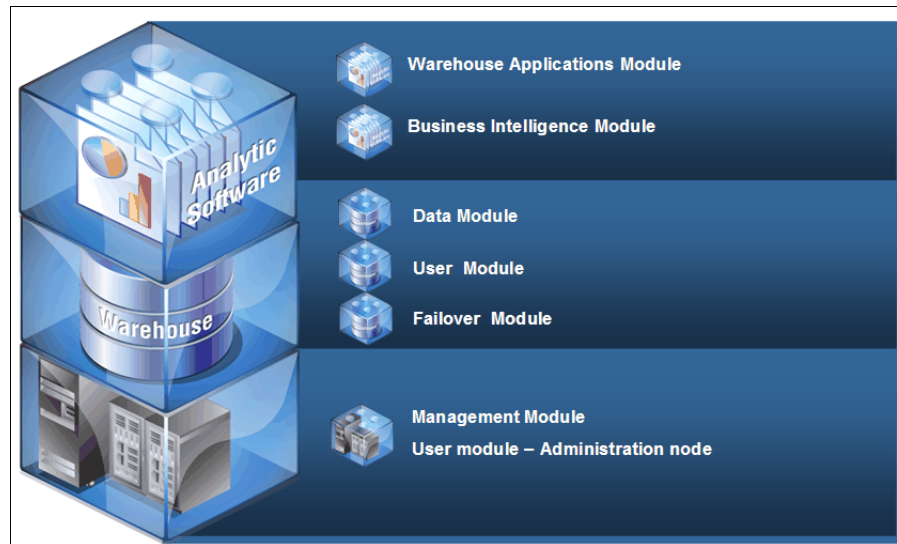 Analytic
Software
Warehouse Applications Module
Business Intelligence Module
Warehouse
Data Module
User Module
Failover Module
Management Module
User module – Administration node